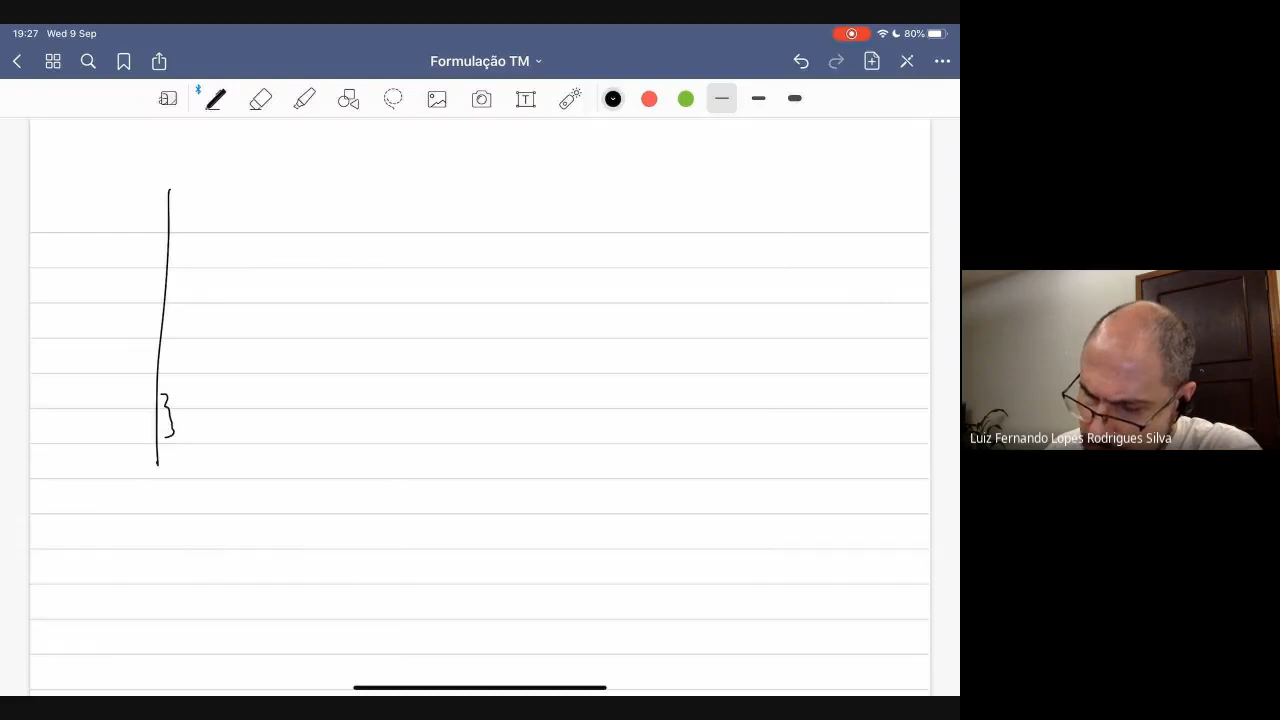 19:27 Wed 9 Sep
80%
Formulação TM
T
Luiz Fernando Lopes Rodrigues Silva